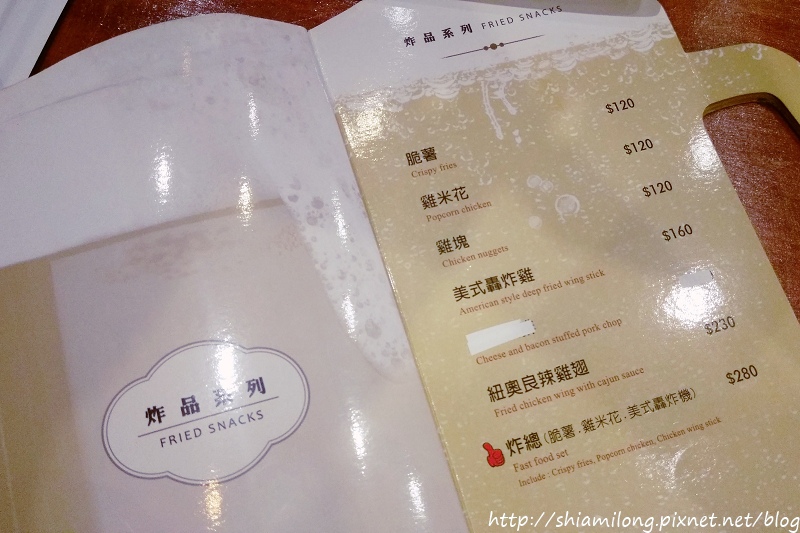 炸品系列 FRIED SNACKS
脆薯 $120
Crispy fries
雞米花 $120
Popcorn chicken
雞塊 $120
Chicken nuggets
美式轟炸雞 $160
American style deep fried wing stick
Cheese and bacon stuffed pork chop
紐奧良辣雞翅 $230
Fried chicken wing with cajun sauce
炸總(脆薯.雞米花.美式轟炸機) $280
Fast food set
Include : Crispy fries, Popcorn chicken, Chicken wing stick
炸品系列
FRIED SNACKS
http://shiamilong.pixnet.net/blog